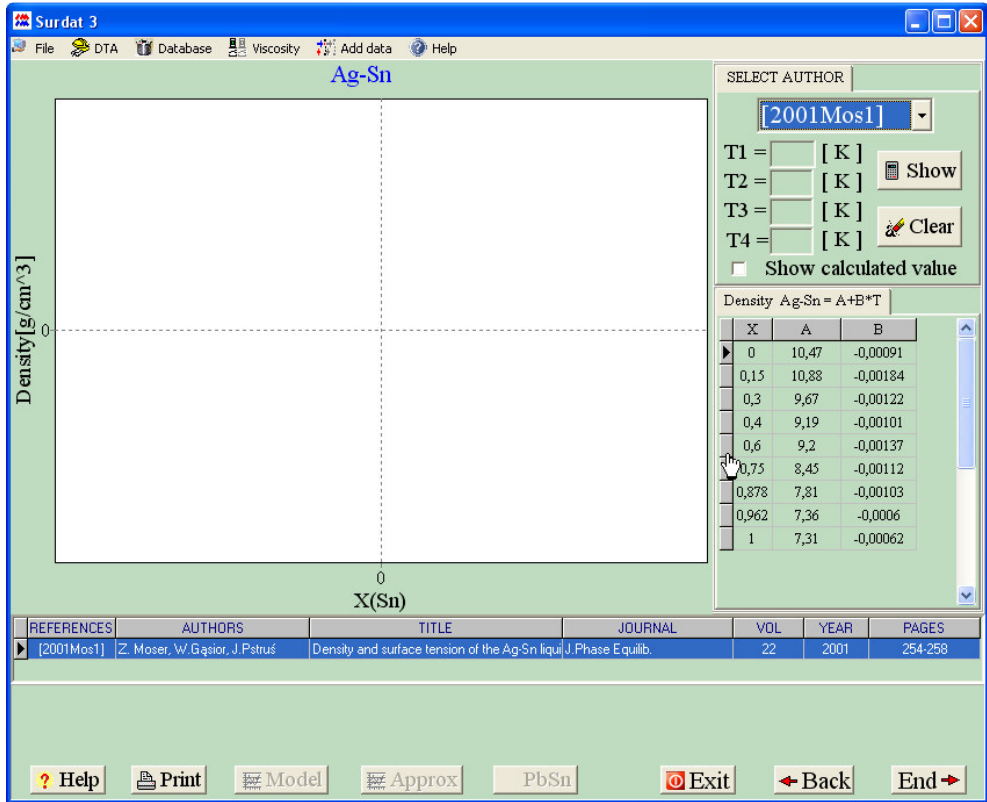 Surdat 3
File DTA Database Viscosity Add data Help
Ag-Sn
Density[g/cm^3]
0
0
X(Sn)
SELECT AUTHOR
[2001Mos1]
T1 = [ K ]
T2 = [ K ]
T3 = [ K ]
T4 = [ K ]
Show
Clear
Show calculated value
Density Ag-Sn = A+B*T
X A B
0 10,47 -0,00091
0,15 10,88 -0,00184
0,3 9,67 -0,00122
0,4 9,19 -0,00101
0,6 9,2 -0,00137
0,75 8,45 -0,00112
0,878 7,81 -0,00103
0,962 7,36 -0,0006
1 7,31 -0,00062
REFERENCES AUTHORS TITLE JOURNAL VOL YEAR PAGES
[2001Mos1] Z. Moser, W.Gąsior, J.Pstruś Density and surface tension of the Ag-Sn liqui J.Phase Equilib. 22 2001 254-258
Help Print Model Approx PbSn Exit Back End